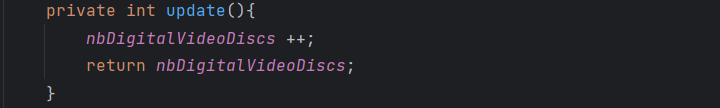 private int update(){
nbDigitalVideoDiscs ++;
return nbDigitalVideoDiscs;
}